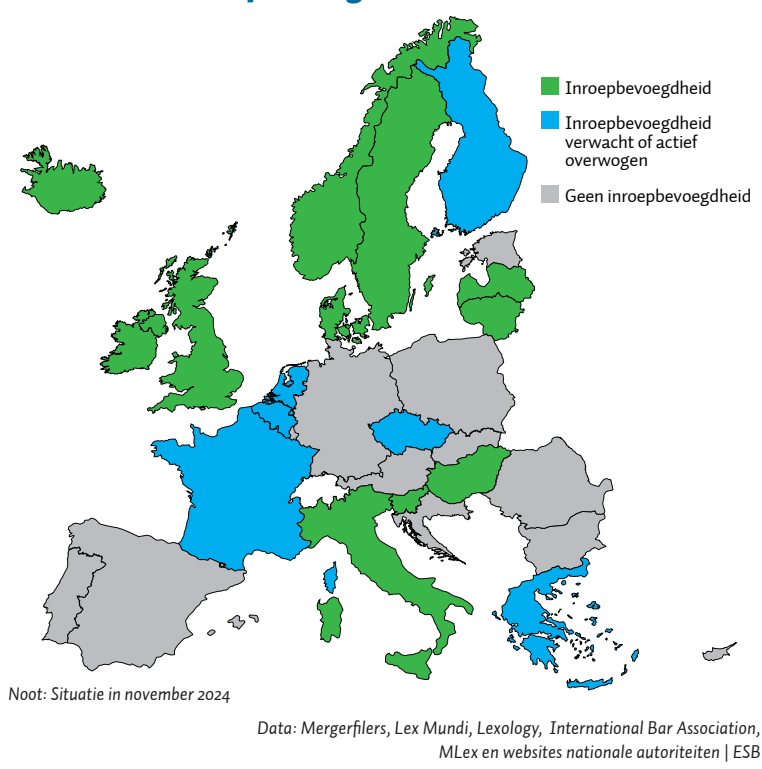 Inroepbevoegdheid
Inroepbevoegdheid
verwacht of actief
overwogen
Geen inroepbevoegdheid
Noot: Situatie in november 2024
Data: Mergerfilers, Lex Mundi, Lexology, International Bar Association,
MLex en websites nationale autoriteiten | ESB